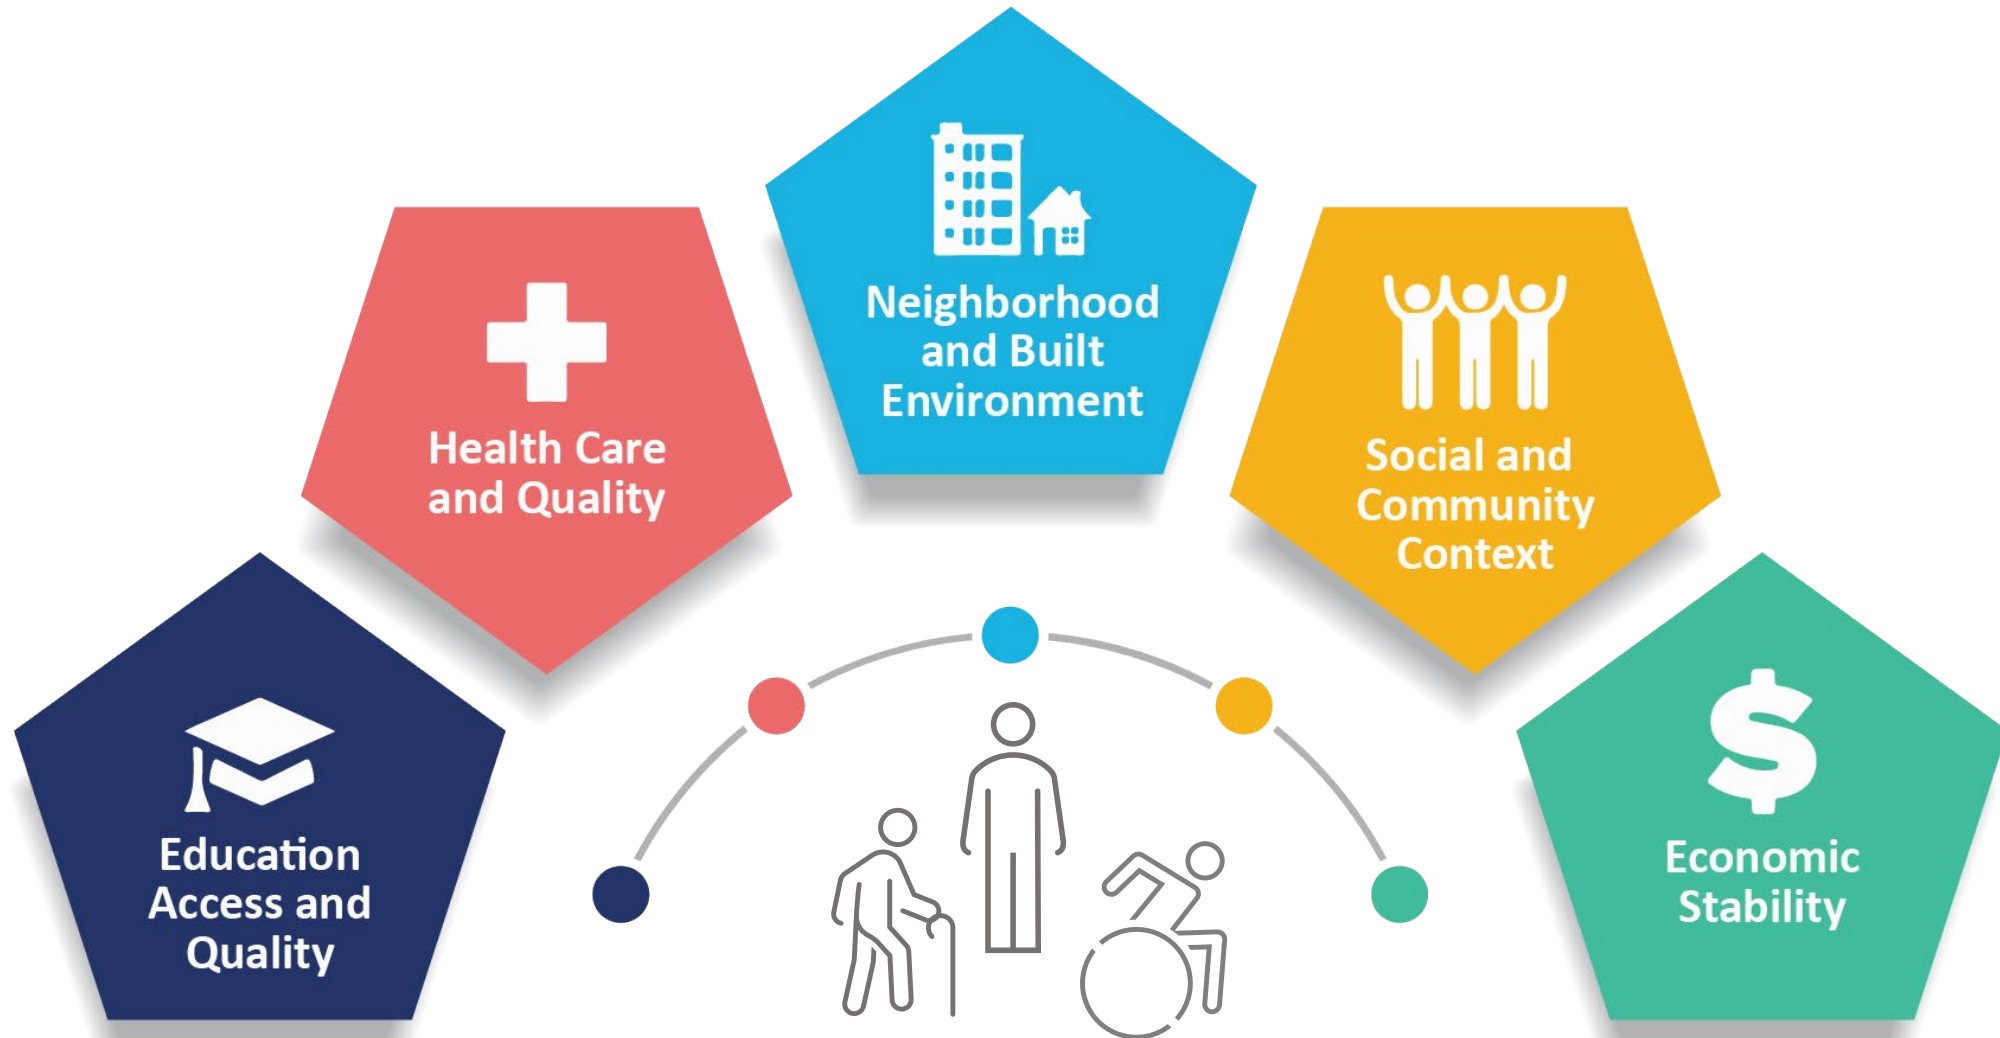 Neighborhood
and Built
Environment
Health Care
and Quality
Social and
Community
Context
Education
Access and
Quality
Economic
Stability